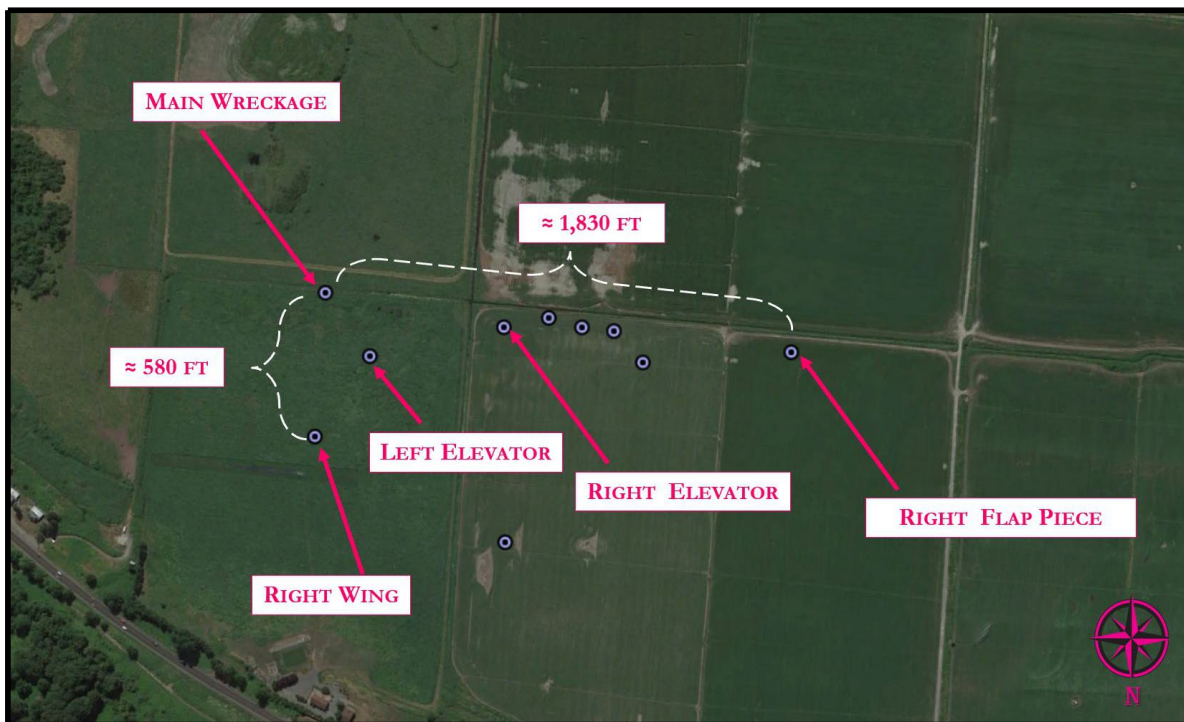 MAIN WRECKAGE
≈ 1,830 FT
≈ 580 FT
LEFT ELEVATOR
RIGHT ELEVATOR
RIGHT FLAP PIECE
RIGHT WING
N